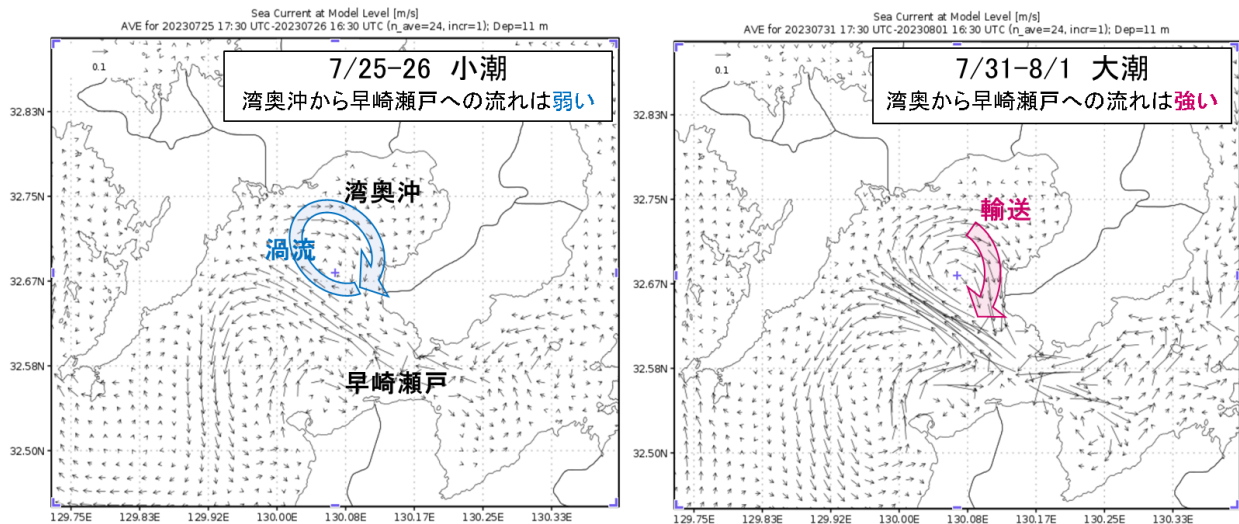 Sea Current at Model Level [m/s]
AVE for 20230725 17:30 UTC-20230726 16:30 UTC (n_ave=24, incr=1); Dep=11 m
0.1
7/25-26 小潮
湾奥沖から早崎瀬戸への流れは弱い
湾奥沖
渦流
早崎瀬戸
32.83N
32.75N
32.67N
32.58N
32.50N
129.75E 129.83E 129.92E 130.00E 130.08E 130.17E 130.25E 130.33E
Sea Current at Model Level [m/s]
AVE for 20230731 17:30 UTC-20230801 16:30 UTC (n_ave=24, incr=1); Dep=11 m
0.1
7/31-8/1 大潮
湾奥から早崎瀬戸への流れは強い
輸送
32.83N
32.75N
32.67N
32.58N
32.50N
129.75E 129.83E 129.92E 130.00E 130.08E 130.17E 130.25E 130.33E